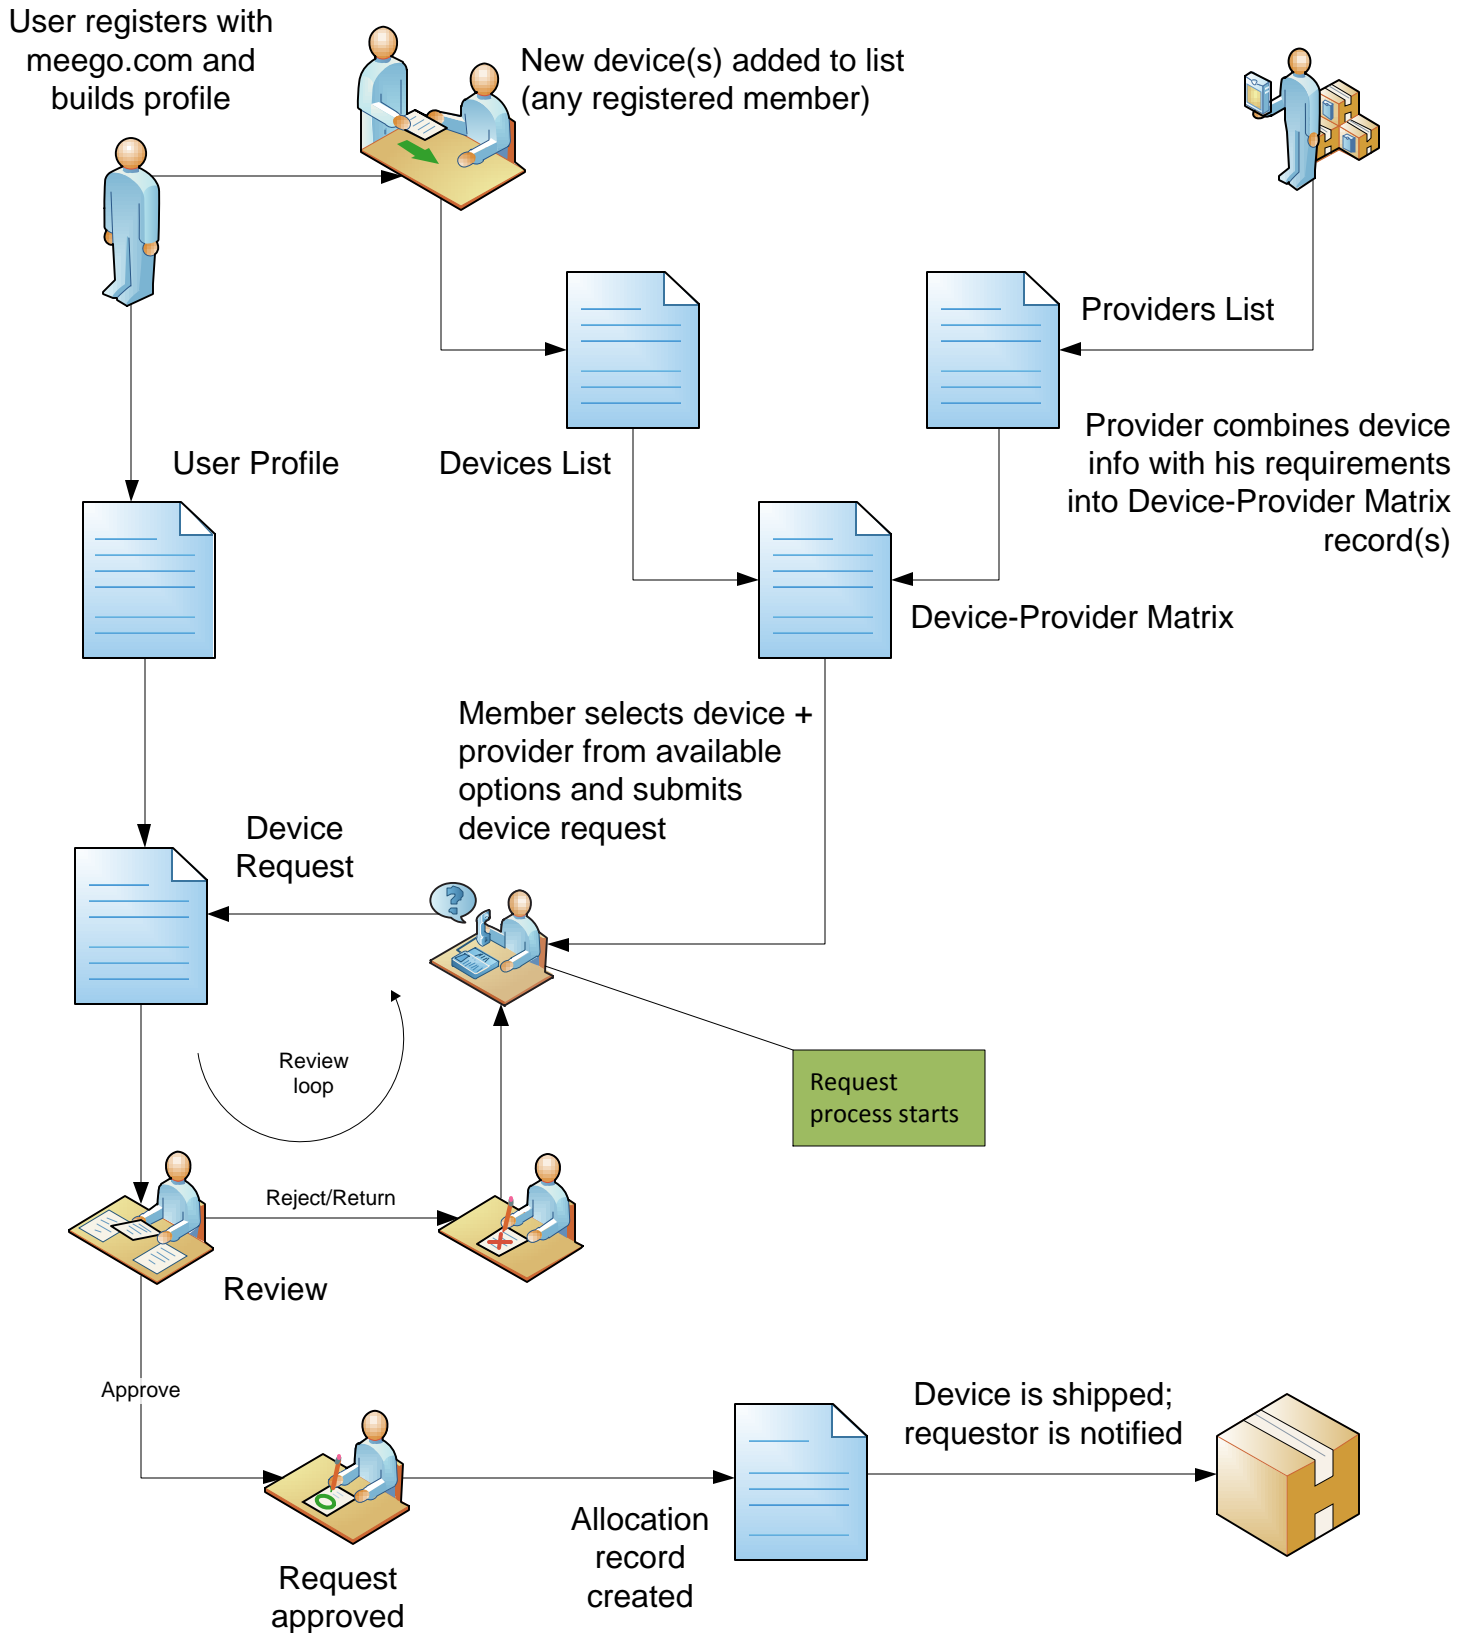 User registers with
meego.com and
builds profile
New device(s) added to list
(any registered member)
Providers List
Provider combines device
info with his requirements
into Device-Provider Matrix
record(s)
User Profile
Devices List
Device-Provider Matrix
Member selects device +
provider from available
options and submits
device request
Device
Request
?
Review
loop
Request
process starts
Reject/Return
Review
Approve
Device is shipped;
requestor is notified
Allocation
record
created
Request
approved